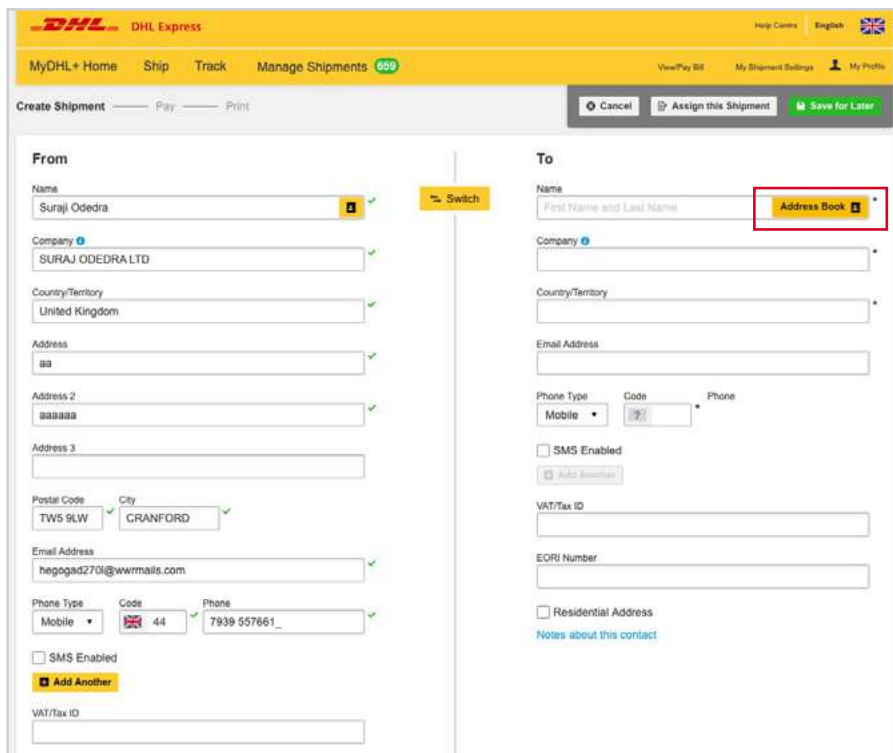 DHL DHL Express
Help Centre English
MyDHL+ Home Ship Track Manage Shipments 659
View/Pay Bill My Shipment Settings My Profile
Create Shipment Pay Print
Cancel Assign this Shipment Save for Later
From
Name
Suraji Odedra
Company
SURAJ ODEDRA LTD
Country/Territory
United Kingdom
Address
aa
Address 2
aaaaaa
Address 3
Postal Code City
TW5 9LW CRANFORD
Email Address
hegogad270l@wwrmails.com
Phone Type Code Phone
Mobile 44 7939 557661_
SMS Enabled
Add Another
VAT/Tax ID
Switch
To
Name
First Name and Last Name Address Book *
Company
*
Country/Territory
*
Email Address
Phone Type Code Phone
Mobile ? *
SMS Enabled
Add Another
VAT/Tax ID
EORI Number
Residential Address
Notes about this contact